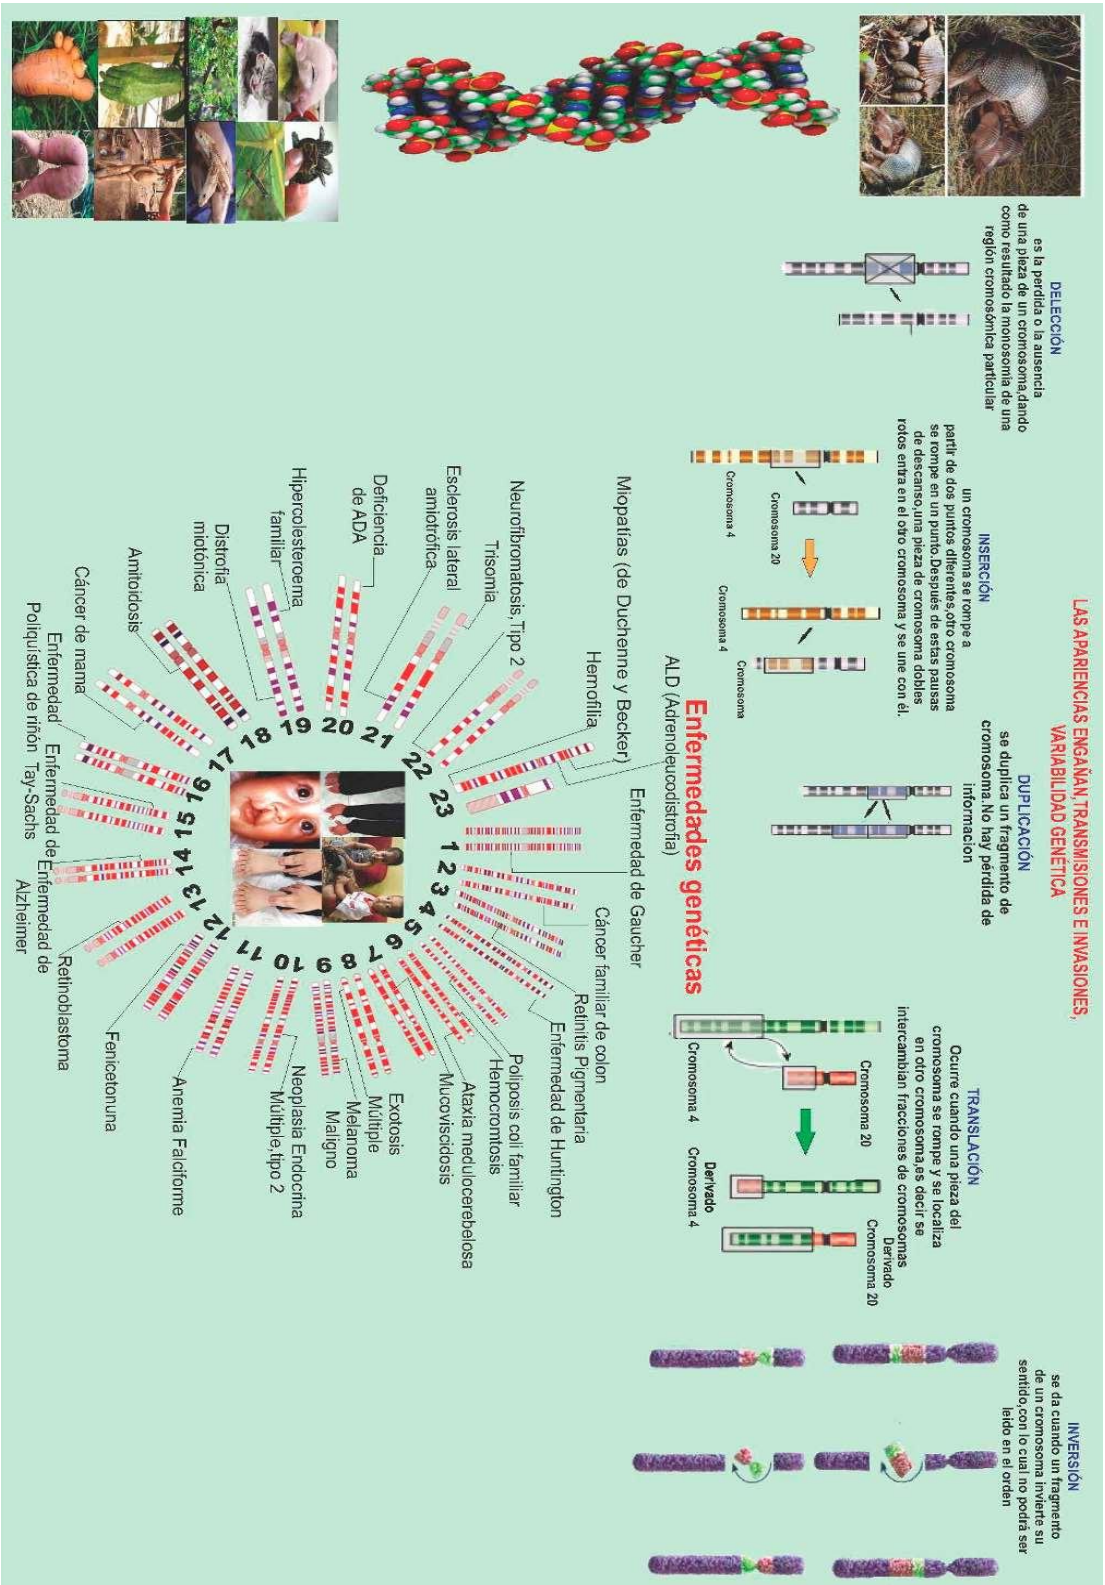 LAS APARIENCIAS ENGAÑAN,TRANSMISIONES E INVASIONES,
VARIABILIDAD GENÉTICA
DELECCIÓN
es la perdida o la ausencia
de una pieza de un cromosoma,dando
como resultado la monosomia de una
región cromosómica particular
INSERCIÓN
un cromosoma se rompe a
partir de dos puntos diferentes,otro cromosoma
se rompe en un punto.Después de estas pausas
de descanso,una pieza de cromosoma dobles
rotos entra en el otro cromosoma y se une con él.
Cromosoma 20
Cromosoma 4
Cromosoma 4
Cromosoma
DUPLICACIÓN
se duplica un fragmento de
cromosoma.No hay pérdida de
informacion
TRANSLACIÓN
Ocurre cuando una pieza del
cromosoma se rompe y se localiza
en otro cromosoma,es decir se
intercambian fracciones de cromosomas
Cromosoma 20
Cromosoma 4
Derivado
Cromosoma 20
Derivado
Cromosoma 4
INVERSIÓN
se da cuando un fragmento
de un cromosoma invierte su
sentido,con lo cual no podrá ser
leido en el orden
Enfermedades genéticas
ALD (Adrenoleucodistrofia)
Miopatías (de Duchenne y Becker)
Hemofilia
Neurofibromatosis,Tipo 2
Trisomia
Esclerosis lateral
amiotrófica
Deficiencia
de ADA
Hipercolesteroema
familiar
Distrofia
miotónica
Amitoidosis
Cáncer de mama
Enfermedad
Poliquistica de riñón
Enfermedad de
Tay-Sachs
Enfermedad de
Alzheimer
Retinoblastoma
Fenicetonuna
Anemia Falciforme
Neoplasia Endocrina
Múltiple,tipo 2
Melanoma
Maligno
Exotosis
Múltiple
Mucoviscidosis
Ataxia medulocerebelosa
Hemocromtosis
Poliposis coli familiar
Enfermedad de Huntington
Retinitis Pigmentaria
Cáncer familiar de colon
Enfermedad de Gaucher
1
2
3
4
5
6
7
8
9
10
11
12
13
14
15
16
17
18
19
20
21
22
23